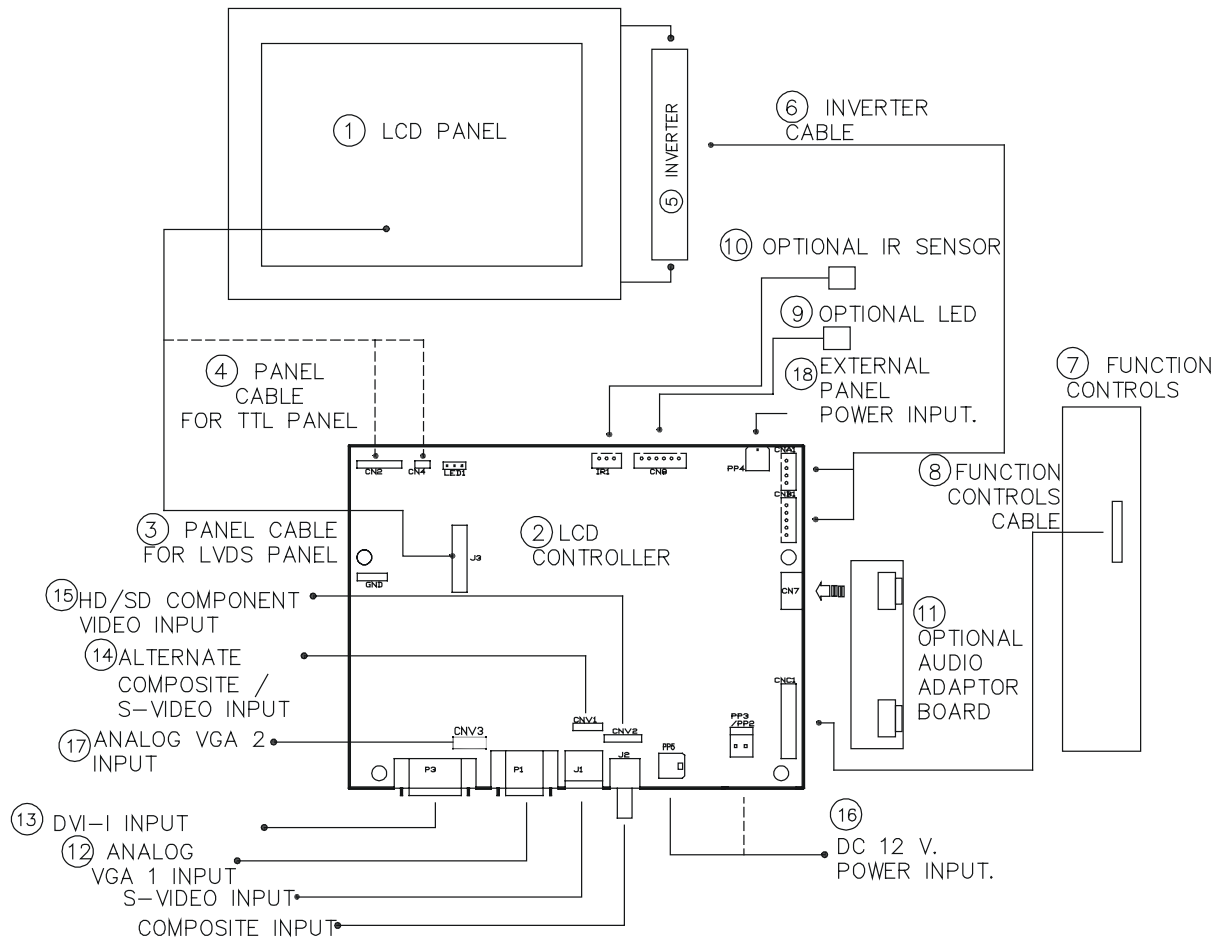 1 LCD PANEL
5 INVERTER
6 INVERTER
CABLE
10 OPTIONAL IR SENSOR
9 OPTIONAL LED
18 EXTERNAL
PANEL
POWER INPUT.
7 FUNCTION
CONTROLS
4 PANEL
CABLE
FOR TTL PANEL
CN2
CN4
LED1
IR1
CN9
PP4
CNA1
8 FUNCTION
CONTROLS
CABLE
3 PANEL CABLE
FOR LVDS PANEL
2 LCD
CONTROLLER
J3
GND
CN7
15 HD/SD COMPONENT
VIDEO INPUT
14 ALTERNATE
COMPOSITE /
S-VIDEO INPUT
11
OPTIONAL
AUDIO
ADAPTOR
BOARD
CNC1
17 ANALOG VGA 2
INPUT
CNV3
CNV1
CNV2
PP3
/PP2
P3
P1
J1
J2
13 DVI-I INPUT
12 ANALOG
VGA 1 INPUT
S-VIDEO INPUT
COMPOSITE INPUT
16
DC 12 V.
POWER INPUT.